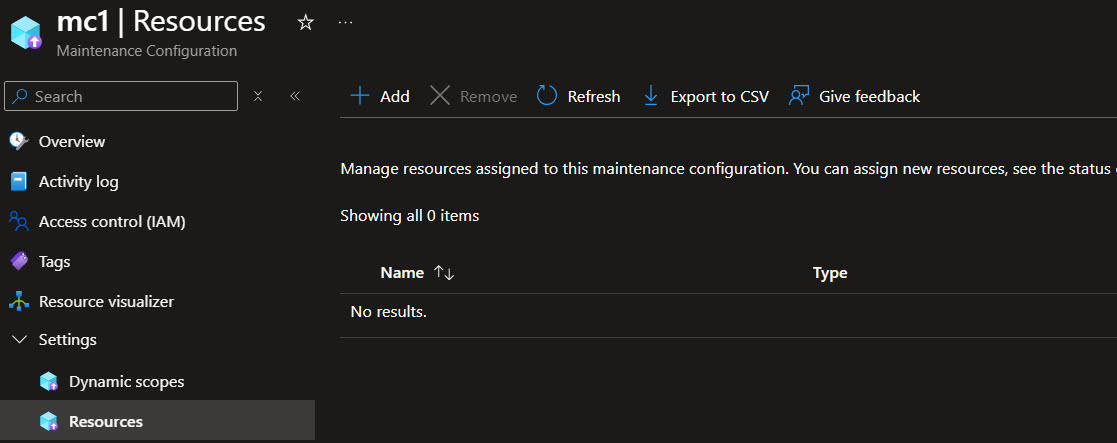 mc1 | Resources
Maintenance Configuration
Search
Overview
Activity log
Access control (IAM)
Tags
Resource visualizer
Settings
Dynamic scopes
Resources
Add Remove Refresh Export to CSV Give feedback
Manage resources assigned to this maintenance configuration. You can assign new resources, see the status
Showing all 0 items
Name Type
No results.